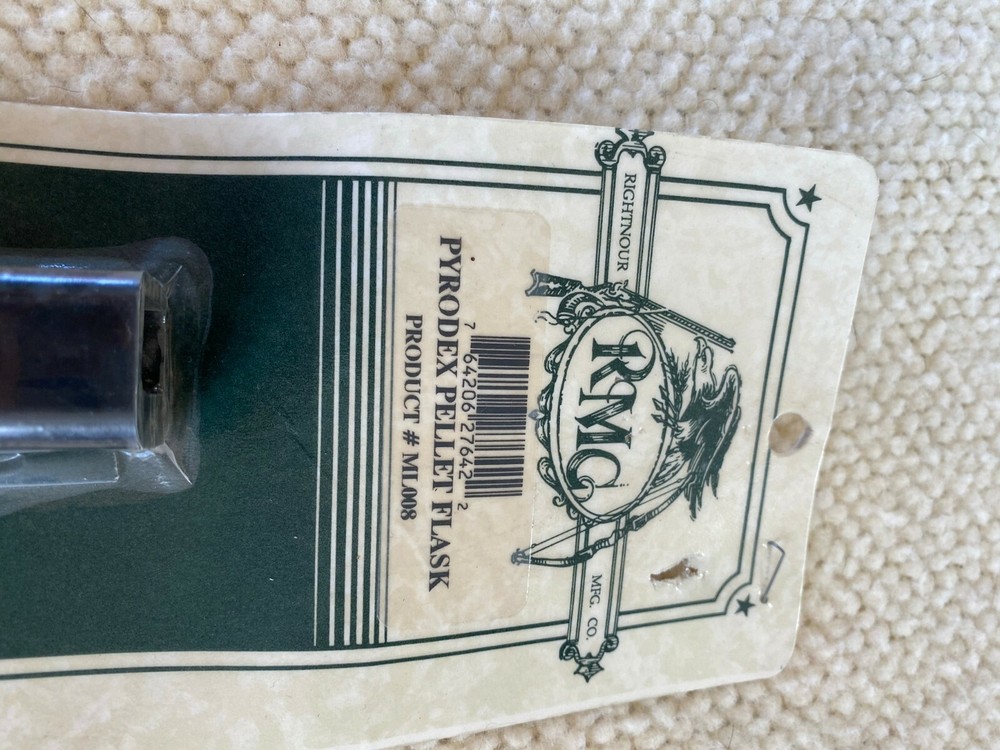 RIGHTNOUR MFG. CO.
RMC
7 64206 27642 2
PYRODEX PELLET FLASK
PRODUCT # ML008